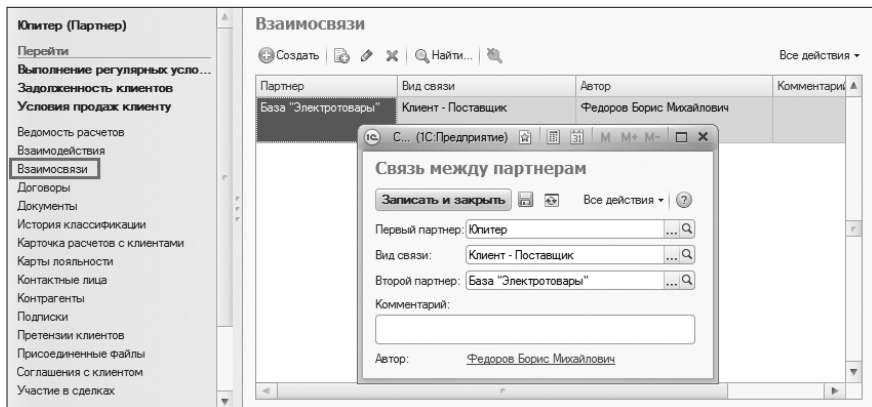 Юпитер (Партнер)
Перейти
Выполнение регулярных усло...
Задолженность клиентов
Условия продаж клиенту
Ведомость расчетов
Взаимодействия
Взаимосвязи
Договоры
Документы
История классификации
Карточка расчетов с клиентами
Карты лояльности
Контактные лица
Контрагенты
Подписки
Претензии клиентов
Присоединенные файлы
Соглашения с клиентом
Участие в сделках
Взаимосвязи
Создать Найти... Все действия
Партнер Вид связи Автор Комментарий
База "Электротовары" Клиент - Поставщик Федоров Борис Михайлович
1С С... (1С:Предприятие) 31 M M+ M-
Связь между партнерам
Записать и закрыть Все действия ?
Первый партнер: Юпитер ...
Вид связи: Клиент - Поставщик ...
Второй партнер: База "Электротовары" ...
Комментарий:
Автор: Федоров Борис Михайлович